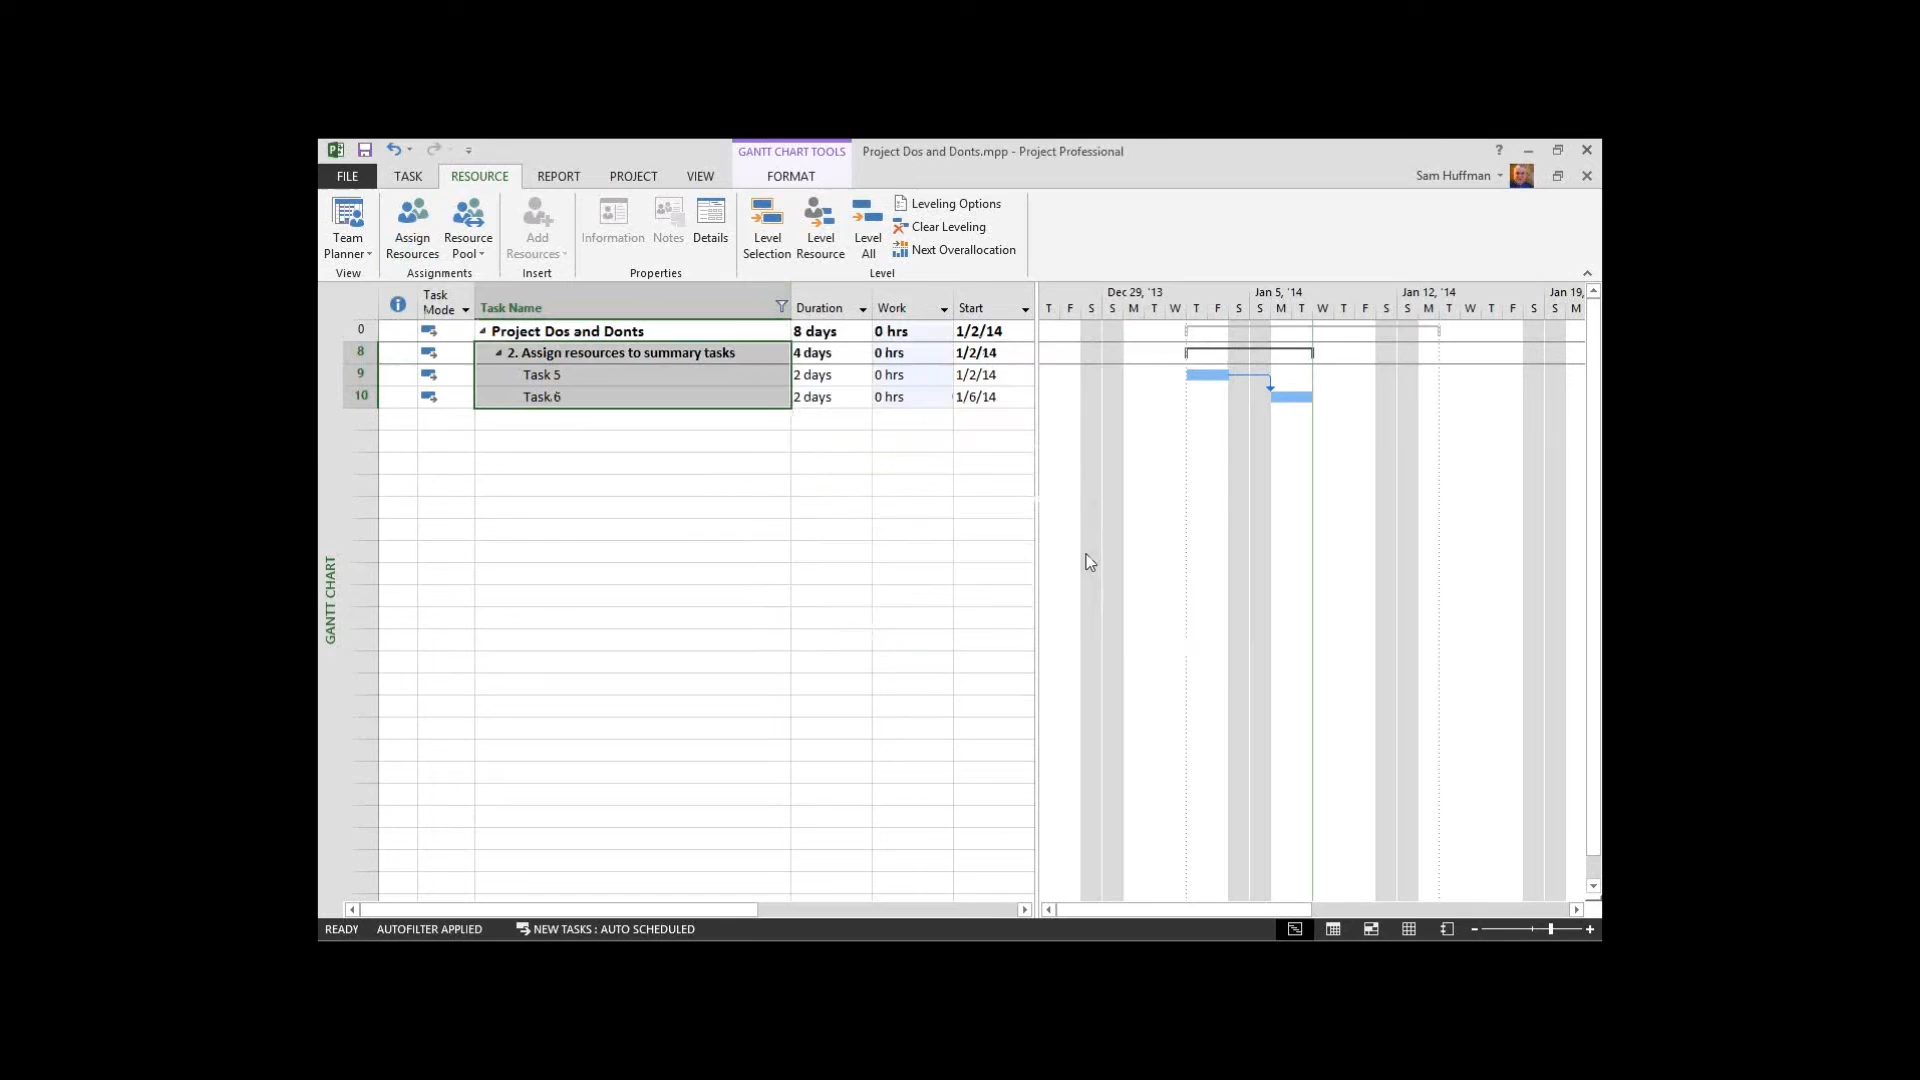 GANTT CHART TOOLS
Project Dos and Donts.mpp - Project Professional
?
FILE
TASK
RESOURCE
REPORT
PROJECT
VIEW
FORMAT
Sam Huffman
Team
Planner
View
Assign
Resources
Resource
Pool
Assignments
Add
Resources
Insert
Information
Notes
Details
Properties
Level
Selection
Level
Resource
Level
All
Leveling Options
Clear Leveling
Next Overallocation
Level
Task
Mode
Task Name
Duration
Work
Start
Dec 29, '13
Jan 5, '14
Jan 12, '14
Jan 19,
T F S S M T W T F S S M T W T F S S M T W T F S S M
0 Project Dos and Donts 8 days 0 hrs 1/2/14
8 2. Assign resources to summary tasks 4 days 0 hrs 1/2/14
9 Task 5 2 days 0 hrs 1/2/14
10 Task 6 2 days 0 hrs 1/6/14
GANTT CHART
READY
AUTOFILTER APPLIED
NEW TASKS : AUTO SCHEDULED